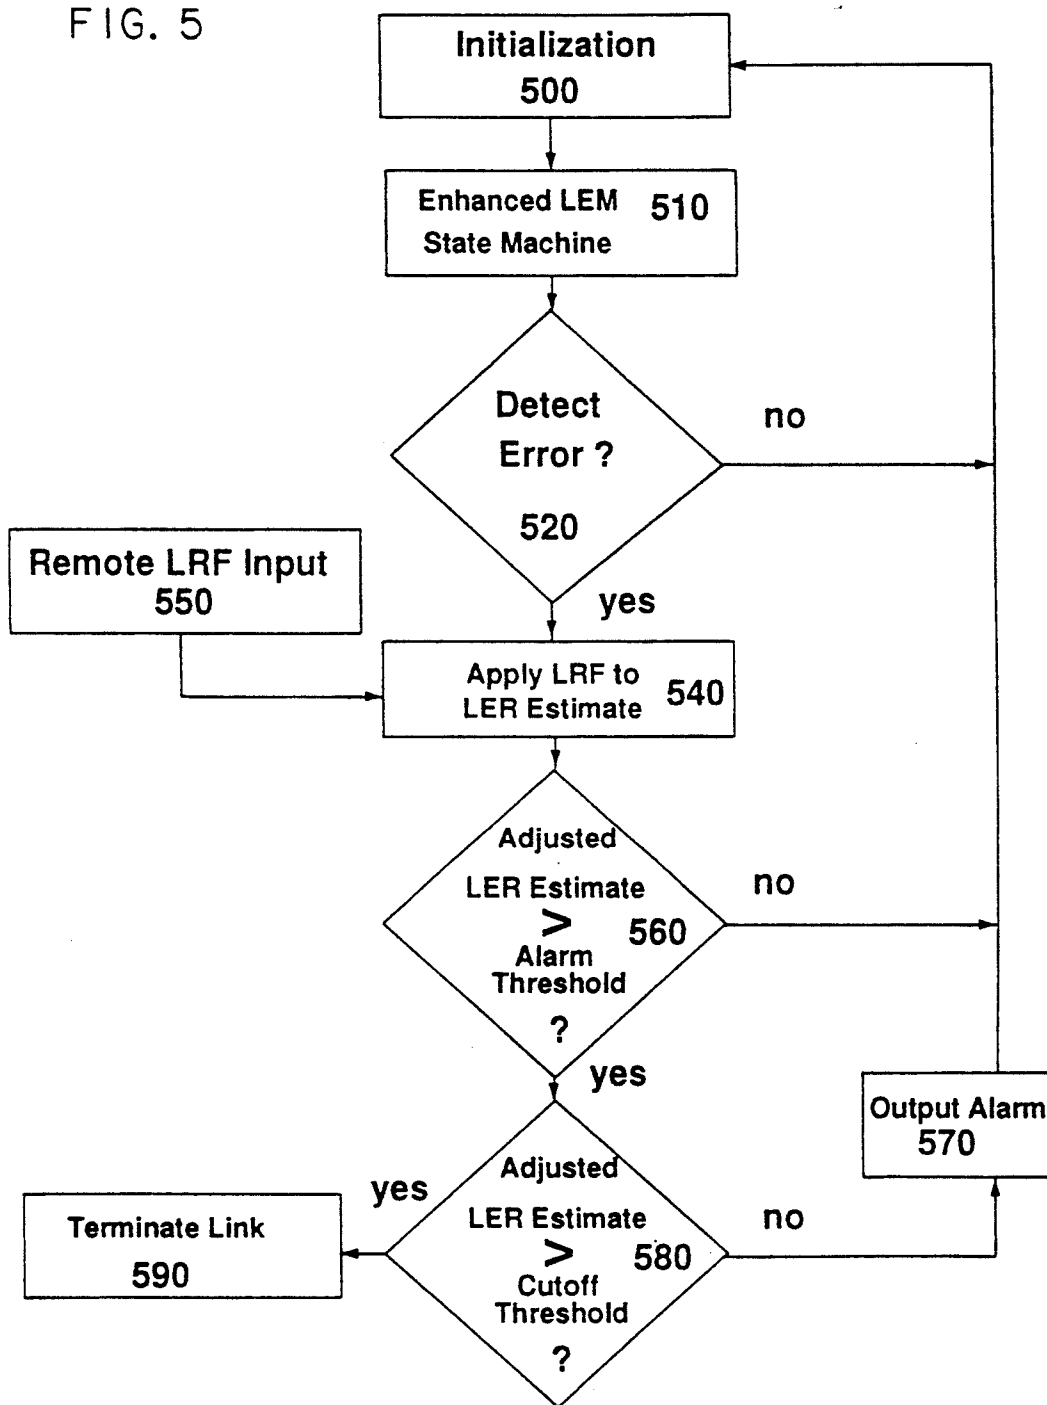 FIG. 5
Initialization
500
Enhanced LEM 510
State Machine
Detect
Error ?
no
520
yes
Remote LRF Input
550
Apply LRF to
LER Estimate 540
Adjusted
LER Estimate
>
560
Alarm
Threshold
?
no
yes
Output Alarm
570
Adjusted
LER Estimate
>
580
Cutoff
Threshold
?
yes
no
Terminate Link
590